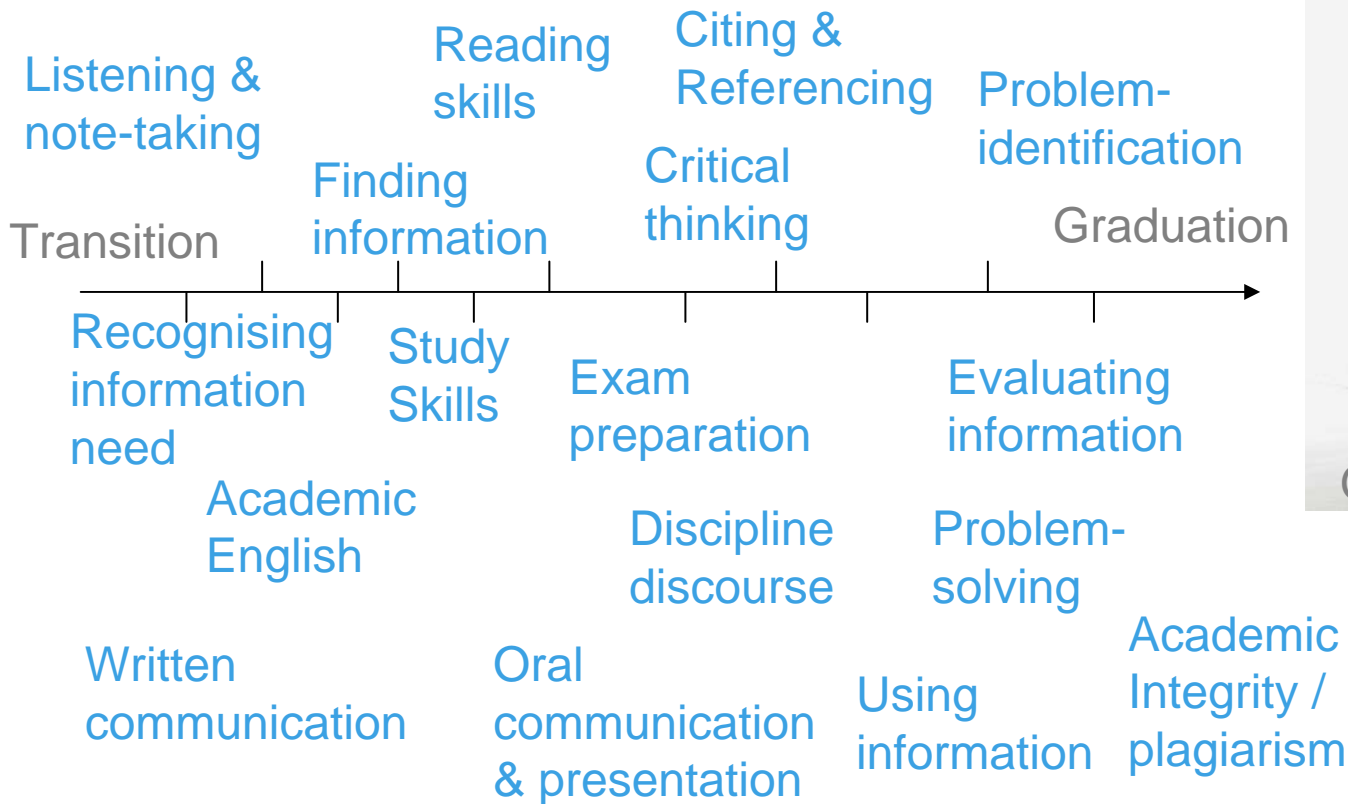 Listening &
note-taking
Reading
skills
Citing &
Referencing
Problem-
identification
Finding
information
Critical
thinking
Transition
Graduation
Recognising
information
need
Study
Skills
Exam
preparation
Evaluating
information
Academic
English
Discipline
discourse
Problem-
solving
Written
communication
Oral
communication
& presentation
Using
information
Academic
Integrity /
plagiarism